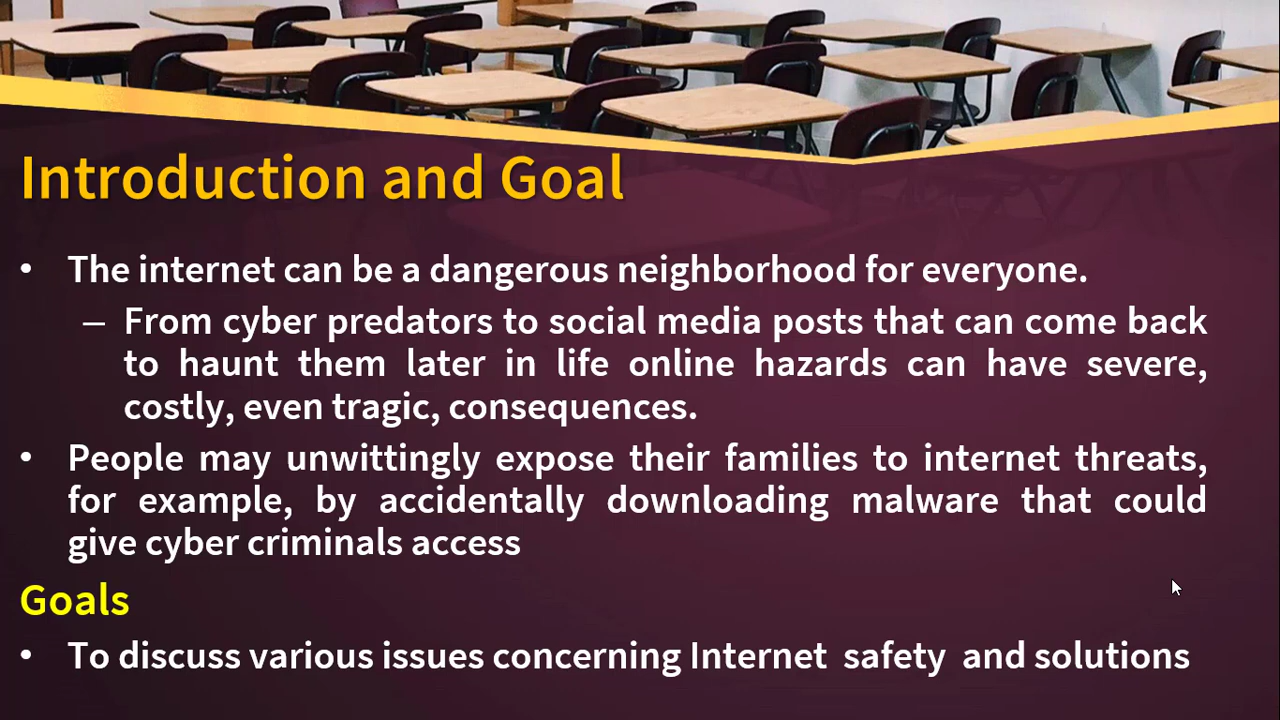 Introduction and Goal
• The internet can be a dangerous neighborhood for everyone.
– From cyber predators to social media posts that can come back
to haunt them later in life online hazards can have severe,
costly, even tragic, consequences.
• People may unwittingly expose their families to internet threats,
for example, by accidentally downloading malware that could
give cyber criminals access
Goals
• To discuss various issues concerning Internet  safety  and solutions